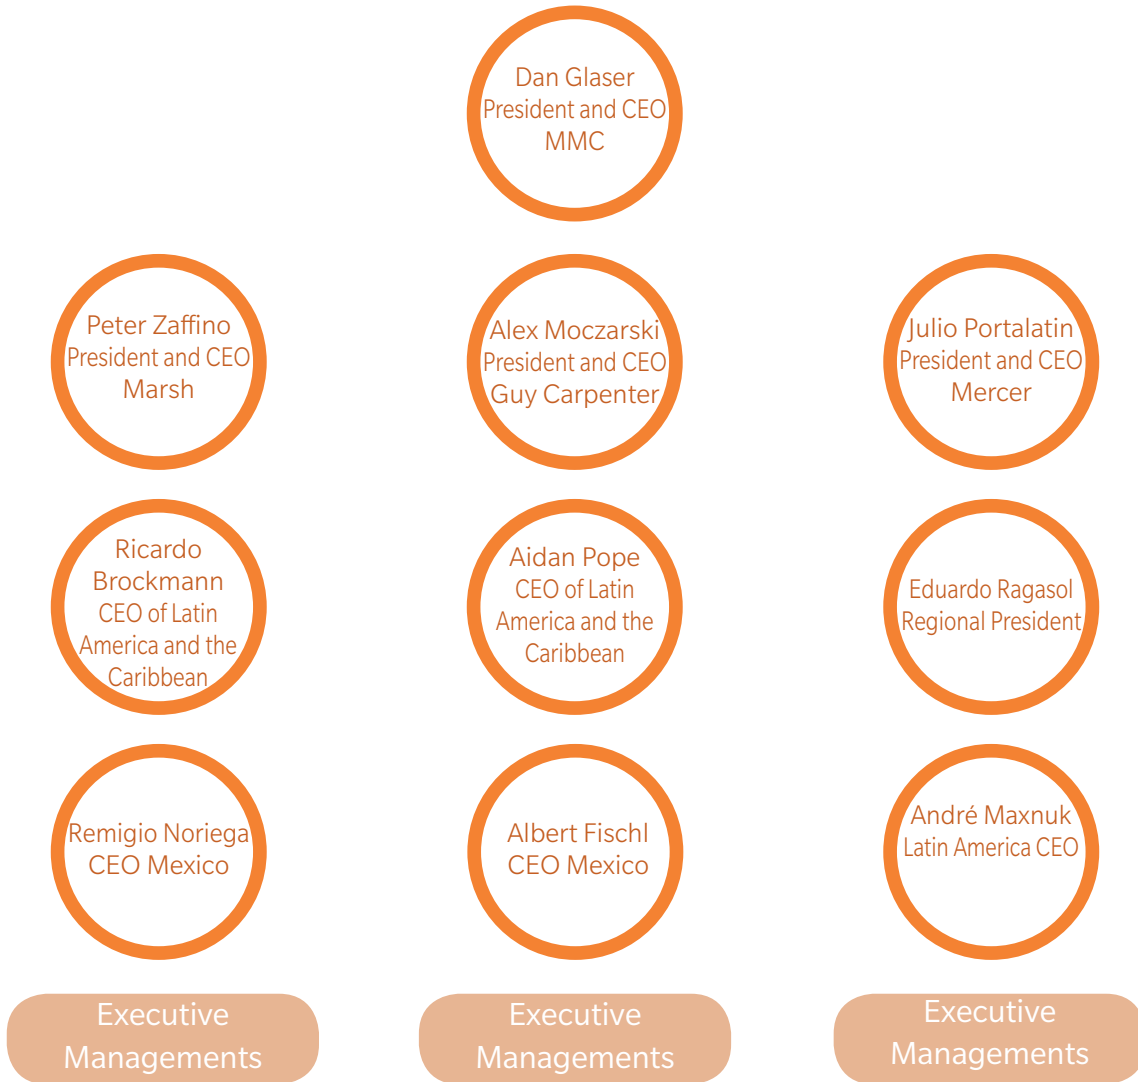 Dan Glaser
President and CEO
MMC
Peter Zaffino
President and CEO
Marsh
Alex Moczarski
President and CEO
Guy Carpenter
Julio Portalatin
President and CEO
Mercer
Ricardo
Brockmann
CEO of Latin
America and the
Caribbean
Aidan Pope
CEO of Latin
America and the
Caribbean
Eduardo Ragasol
Regional President
Remigio Noriega
CEO Mexico
Albert Fischl
CEO Mexico
André Maxnuk
Latin America CEO
Executive
Managements
Executive
Managements
Executive
Managements